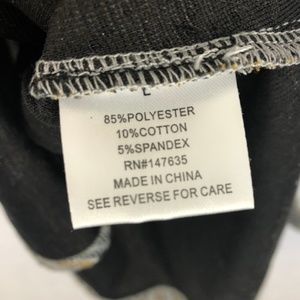 L
85%POLYESTER
10%COTTON
5%SPANDEX
RN#147635
MADE IN CHINA
SEE REVERSE FOR CARE